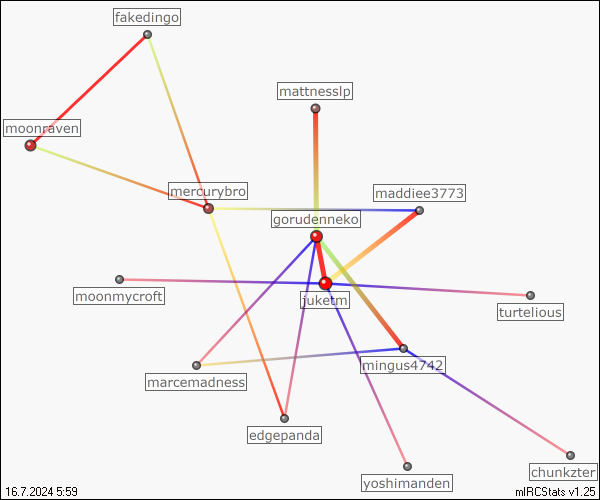 fakedingo
mattnesslp
moonraven
mercurybro
maddiee3773
gorudenneko
moonmycroft
juketm
turtelious
mingus4742
marcemadness
edgepanda
chunkzter
yoshimanden
16.7.2024 5:59
mIRCStats v1.25